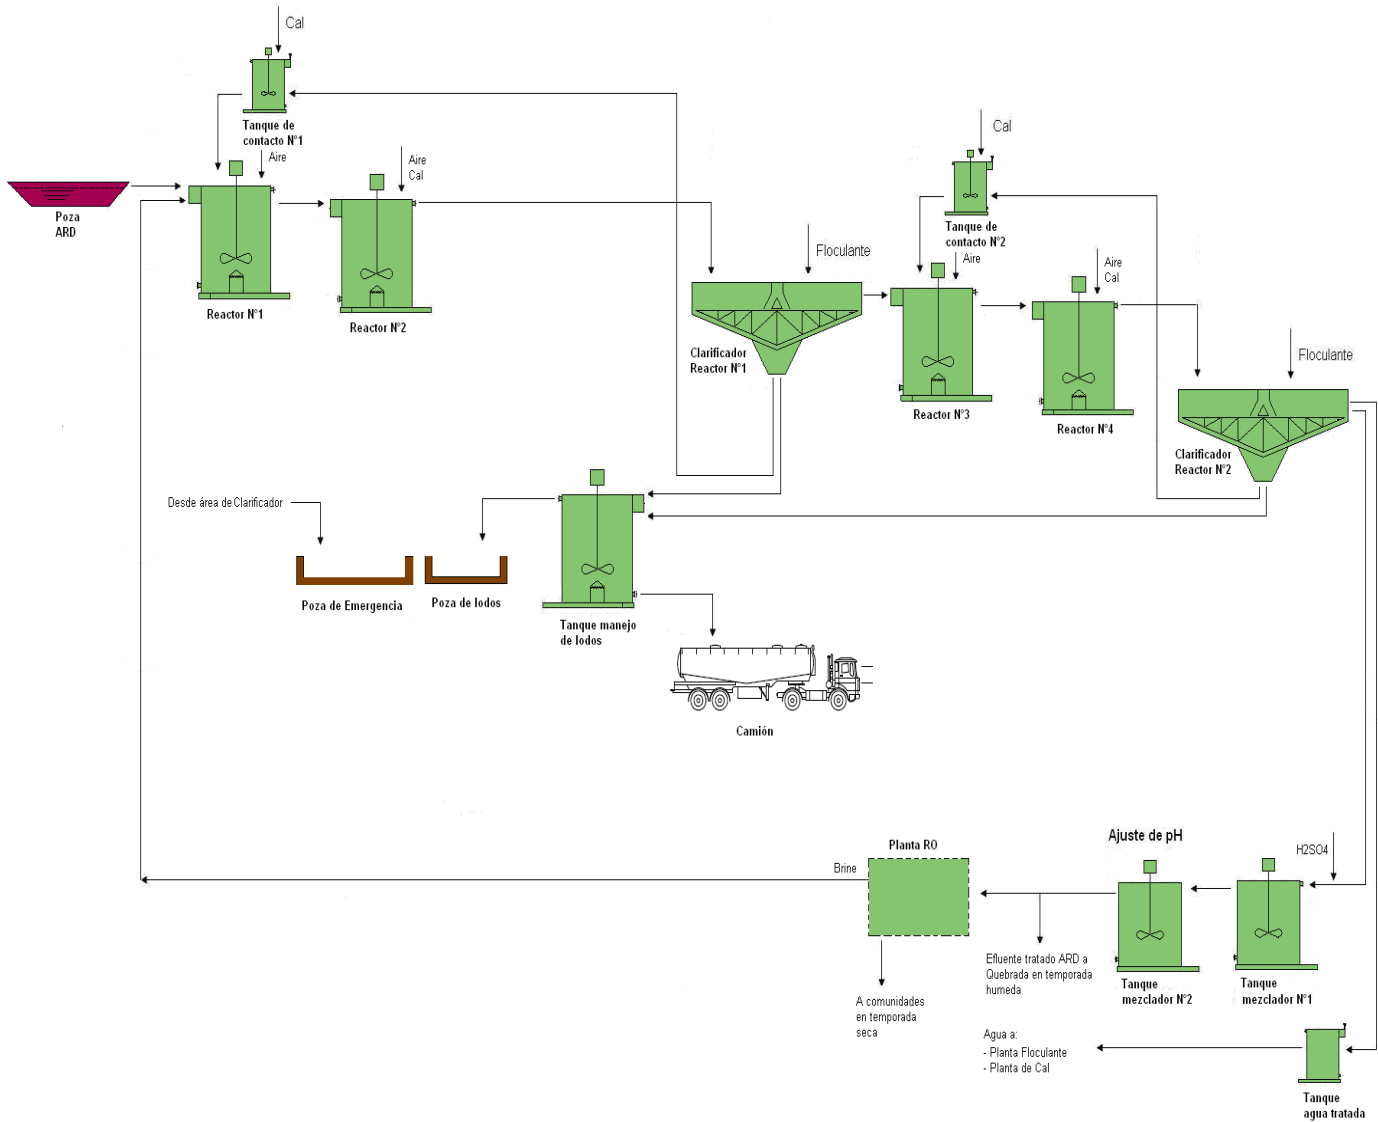 Cal
Tanque de
contacto N°1
Aire
Aire
Cal
Poza
ARD
Reactor N°1
Reactor N°2
Cal
Tanque de
contacto N°2
Floculante
Aire
Aire
Cal
Clarificador
Reactor N°1
Reactor N°3
Reactor N°4
Floculante
Clarificador
Reactor N°2
Desde área de Clarificador
Poza de Emergencia
Poza de lodos
Tanque manejo
de lodos
Camión
Ajuste de pH
Planta RO
H2SO4
Brine
Efluente tratado ARD a
Quebrada en temporada
humeda
Tanque
mezclador N°2
Tanque
mezclador N°1
A comunidades
en temporada
seca
Agua a:
- Planta Floculante
- Planta de Cal
Tanque
agua tratada